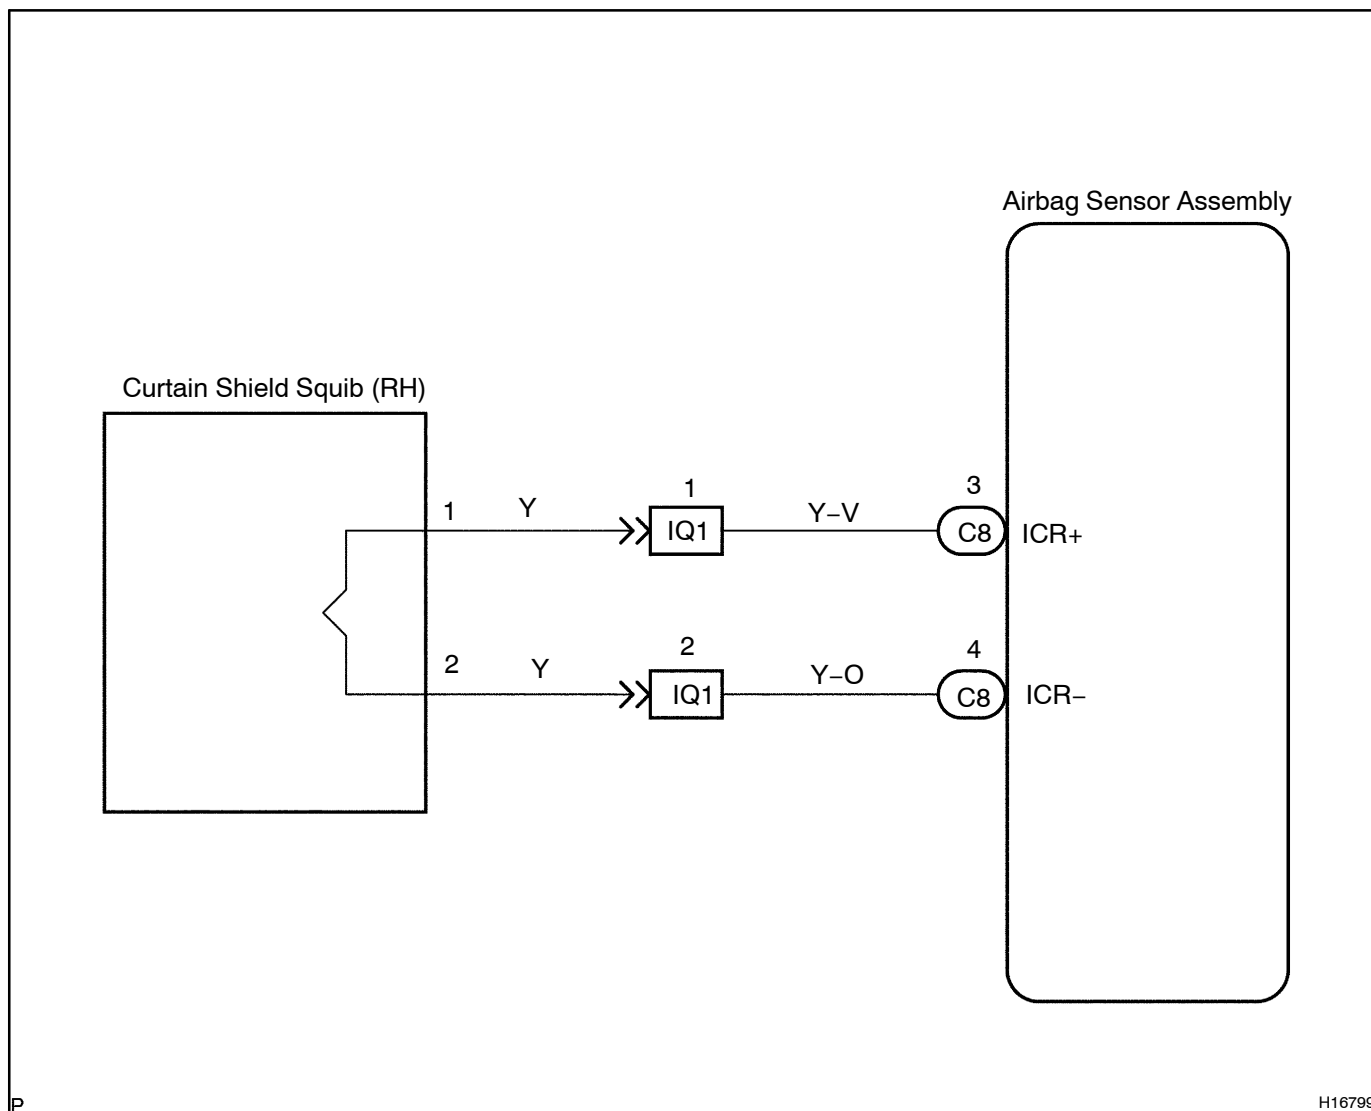 Airbag Sensor Assembly
Curtain Shield Squib (RH)
1 Y 1 IQ1 Y−V 3 C8 ICR+
2 Y 2 IQ1 Y−O 4 C8 ICR−
P
H16799